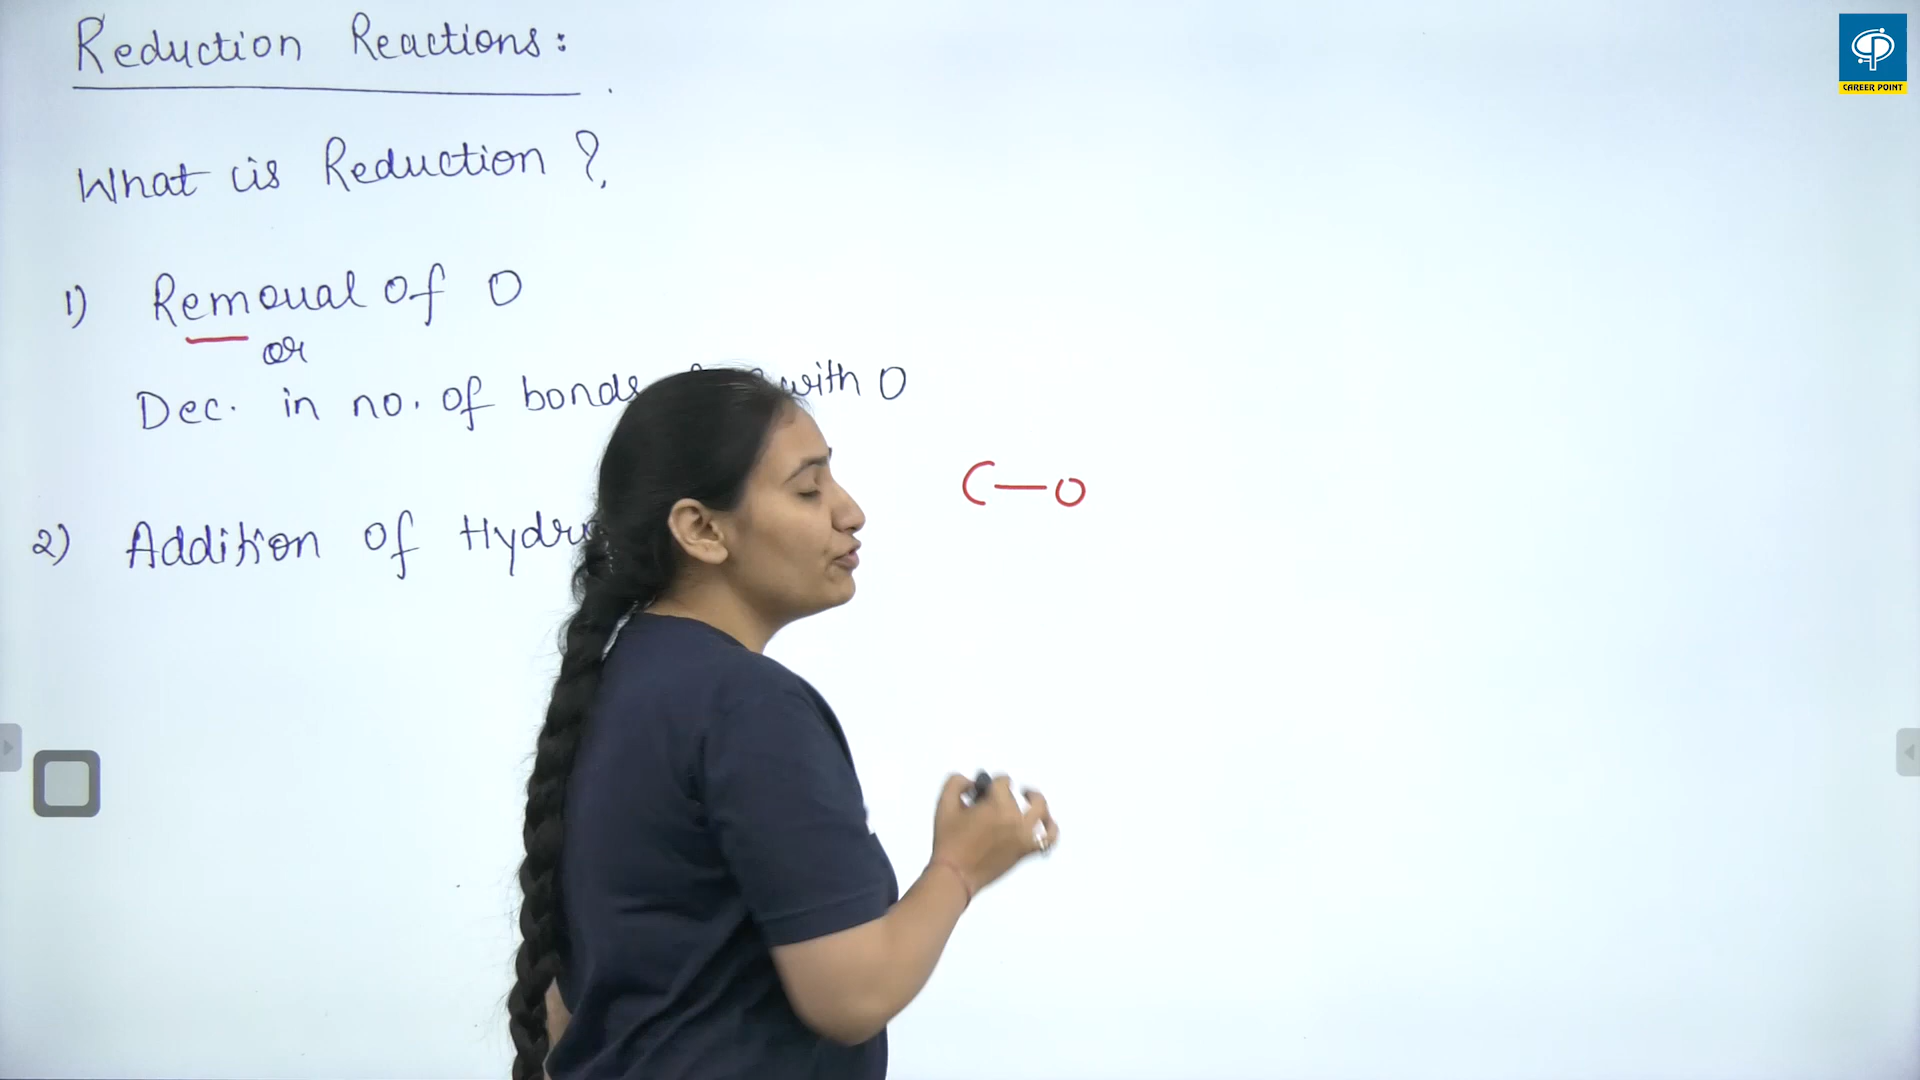 Reduction Reactions:
What is Reduction ?
1) Removal of O
or
Dec. in no. of bonds with O
C-O
2) Addition of
CAREER POINT